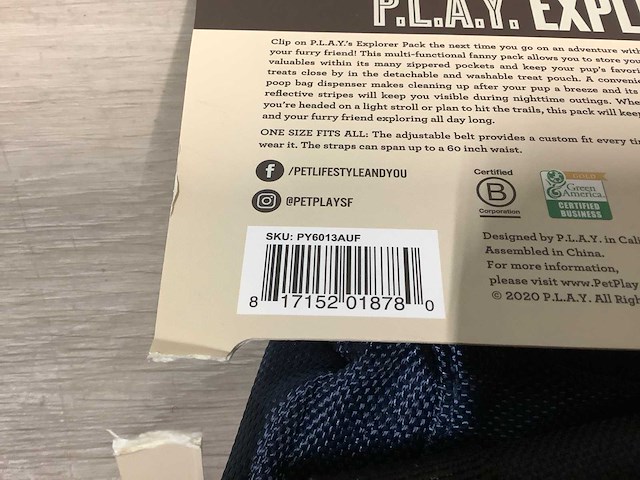 P.L.A.Y. EXPL
Clip on P.L.A.Y.'s Explorer Pack the next time you go on an adventure with
your furry friend! This multi-functional fanny pack allows you to store you
valuables within its many zippered pockets and keep your pup's favori
treats close by in the detachable and washable treat pouch. A convenie
poop bag dispenser makes cleaning up after your pup a breeze and its
reflective stripes will keep you visible during nighttime outings. Whe
you're headed on a light stroll or plan to hit the trails, this pack will keep
and your furry friend exploring all day long.
ONE SIZE FITS ALL: The adjustable belt provides a custom fit every ti
wear it. The straps can span up to a 60 inch waist.
f /PETLIFESTYLEANDYOU
@PETPLAYSF
Certified
B
Corporation
GOLD
Green
America
CERTIFIED
BUSINESS
SKU: PY6013AUF
8 17152 01878 0
Designed by P.L.A.Y. in Cali
Assembled in China.
For more information,
please visit www.PetPlay
© 2020 P.L.A.Y. All Righ